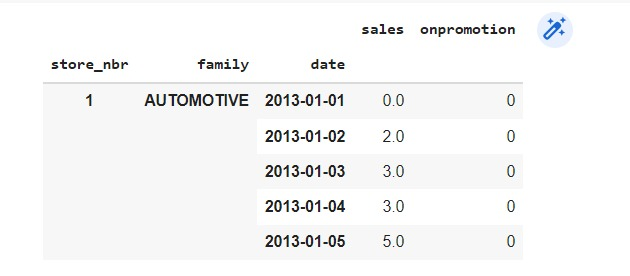 sales onpromotion
store_nbr family date
1 AUTOMOTIVE 2013-01-01 0.0 0
2013-01-02 2.0 0
2013-01-03 3.0 0
2013-01-04 3.0 0
2013-01-05 5.0 0